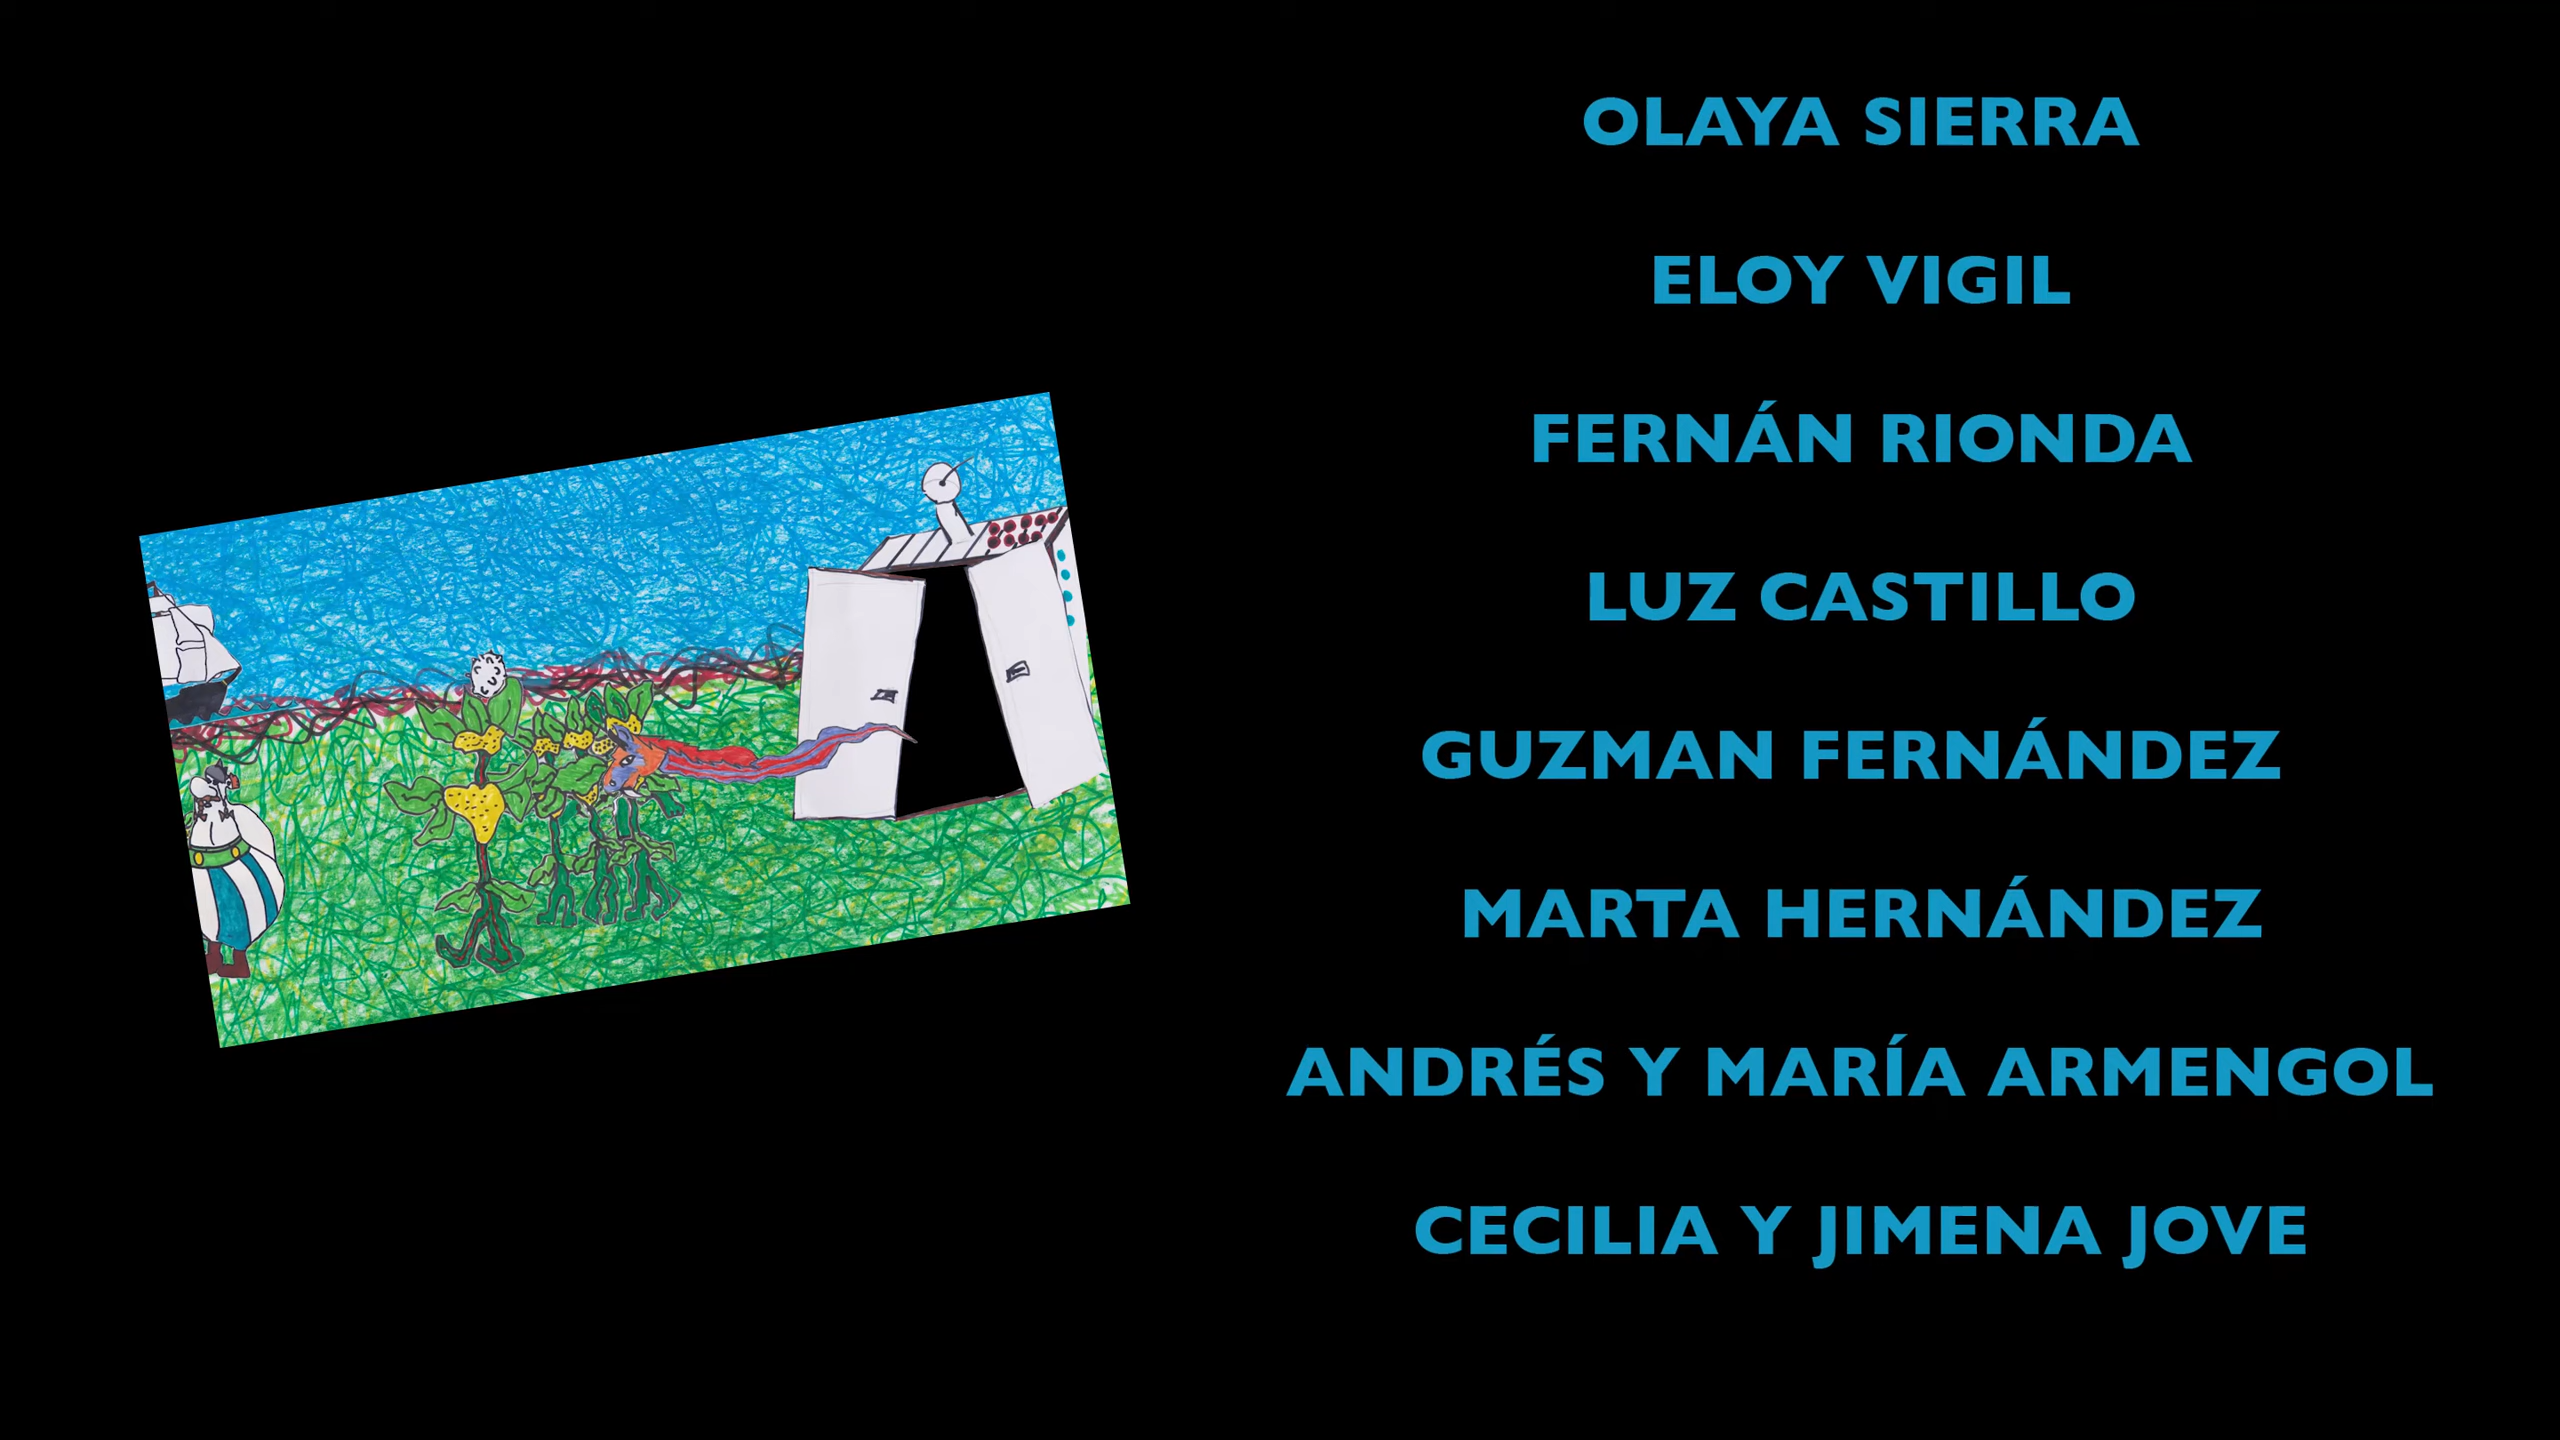 OLAYA SIERRA
ELOY VIGIL
FERNÁN RIONDA
LUZ CASTILLO
GUZMAN FERNÁNDEZ
MARTA HERNÁNDEZ
ANDRÉS Y MARÍA ARMENGOL
CECILIA Y JIMENA JOVE